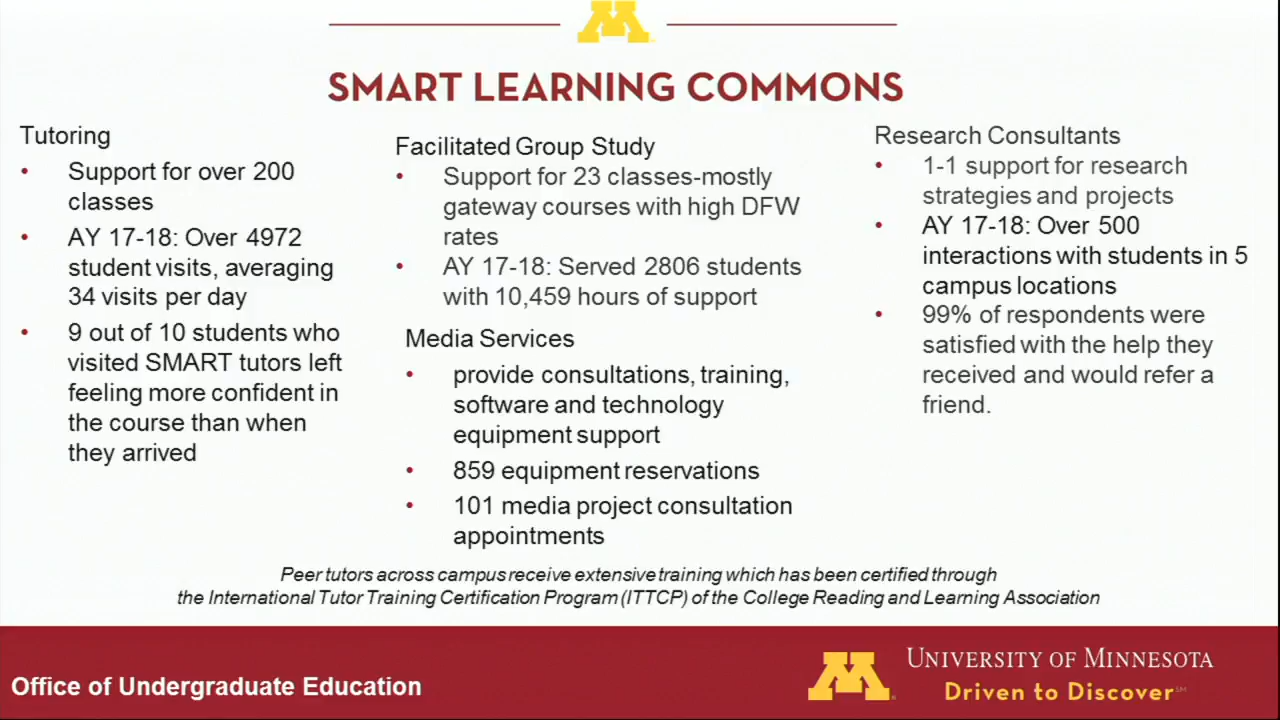 SMART LEARNING COMMONS
Tutoring
• Support for over 200
classes
• AY 17-18: Over 4972
student visits, averaging
34 visits per day
• 9 out of 10 students who
visited SMART tutors left
feeling more confident in
the course than when
they arrived
Facilitated Group Study
• Support for 23 classes-mostly
gateway courses with high DFW
rates
• AY 17-18: Served 2806 students
with 10,459 hours of support
Media Services
• provide consultations, training,
software and technology
equipment support
• 859 equipment reservations
• 101 media project consultation
appointments
Research Consultants
• 1-1 support for research
strategies and projects
• AY 17-18: Over 500
interactions with students in 5
campus locations
• 99% of respondents were
satisfied with the help they
received and would refer a
friend.
Peer tutors across campus receive extensive training which has been certified through
the International Tutor Training Certification Program (ITTCP) of the College Reading and Learning Association
Office of Undergraduate Education
M
UNIVERSITY OF MINNESOTA
Driven to Discover℠